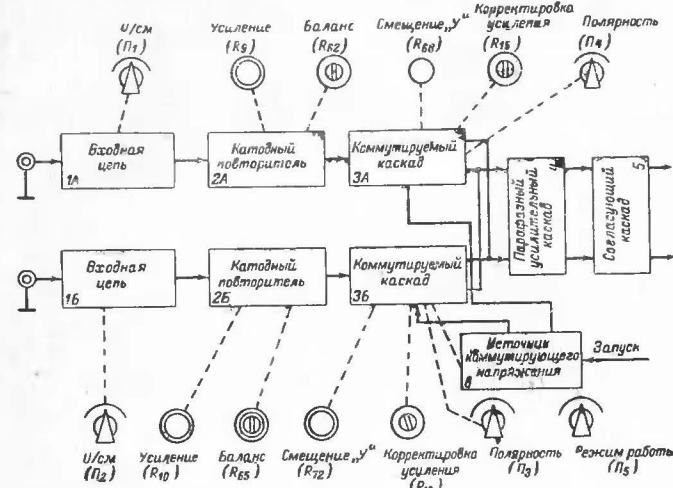 U/см
(П1)
Усиление
(R9)
Баланс
(R62)
Смещение „У"
(R68)
Корректировка
усиления
(R15)
Полярность
(П4)
Входная
цепь
1А
Катодный
повторитель
2А
Коммутируемый
каскад
3А
Парафазный
усилительный
каскад
4
Согласующий
каскад
5
Входная
цепь
1Б
Катодный
повторитель
2Б
Коммутируемый
каскад
3Б
Источник
коммутирующего
напряжения
Запуск
U/см
(П2)
Усиление
(R10)
Баланс
(R65)
Смещение „У"
(R72)
Корректировка
усиления
Полярность
(П3)
Режим работы
(П5)